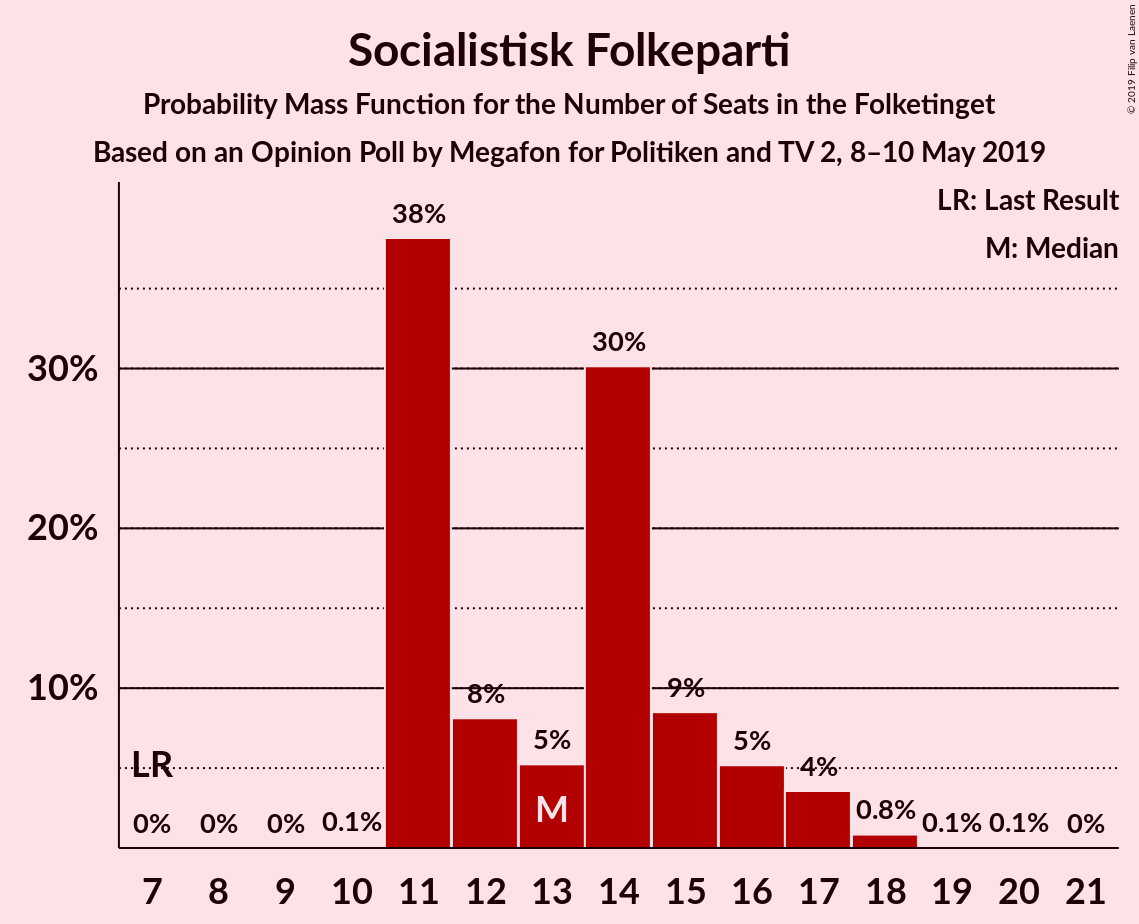 Socialistisk Folkeparti
Probability Mass Function for the Number of Seats in the Folketinget
Based on an Opinion Poll by Megafon for Politiken and TV 2, 8–10 May 2019
© 2019 Filip van Laenen
LR: Last Result
M: Median
38%
30%
30%
20%
10%
8%
9%
5%
5%
4%
LR
M
0%
0%
0%
0.1%
0.8%
0.1%
0.1%
0%
7 8 9 10 11 12 13 14 15 16 17 18 19 20 21